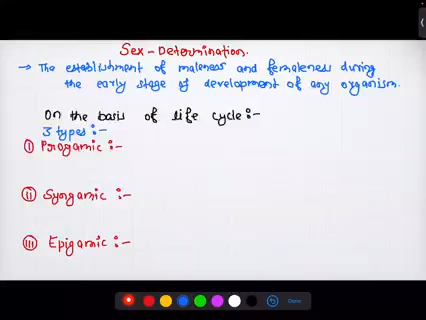 Sex-Determination.
→ The establishment of maleness and femaleness during
the early stage of development of any organism.
On the basis of life cycle:-
3 types:-
(i) Progamic :-
(ii) Syngamic :-
(iii) Epigamic :-
Done